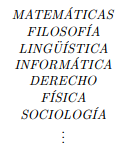 MATEMÁTICAS
FILOSOFÍA
LINGÜÍSTICA
INFORMÁTICA
DERECHO
FÍSICA
SOCIOLOGÍA
⋮